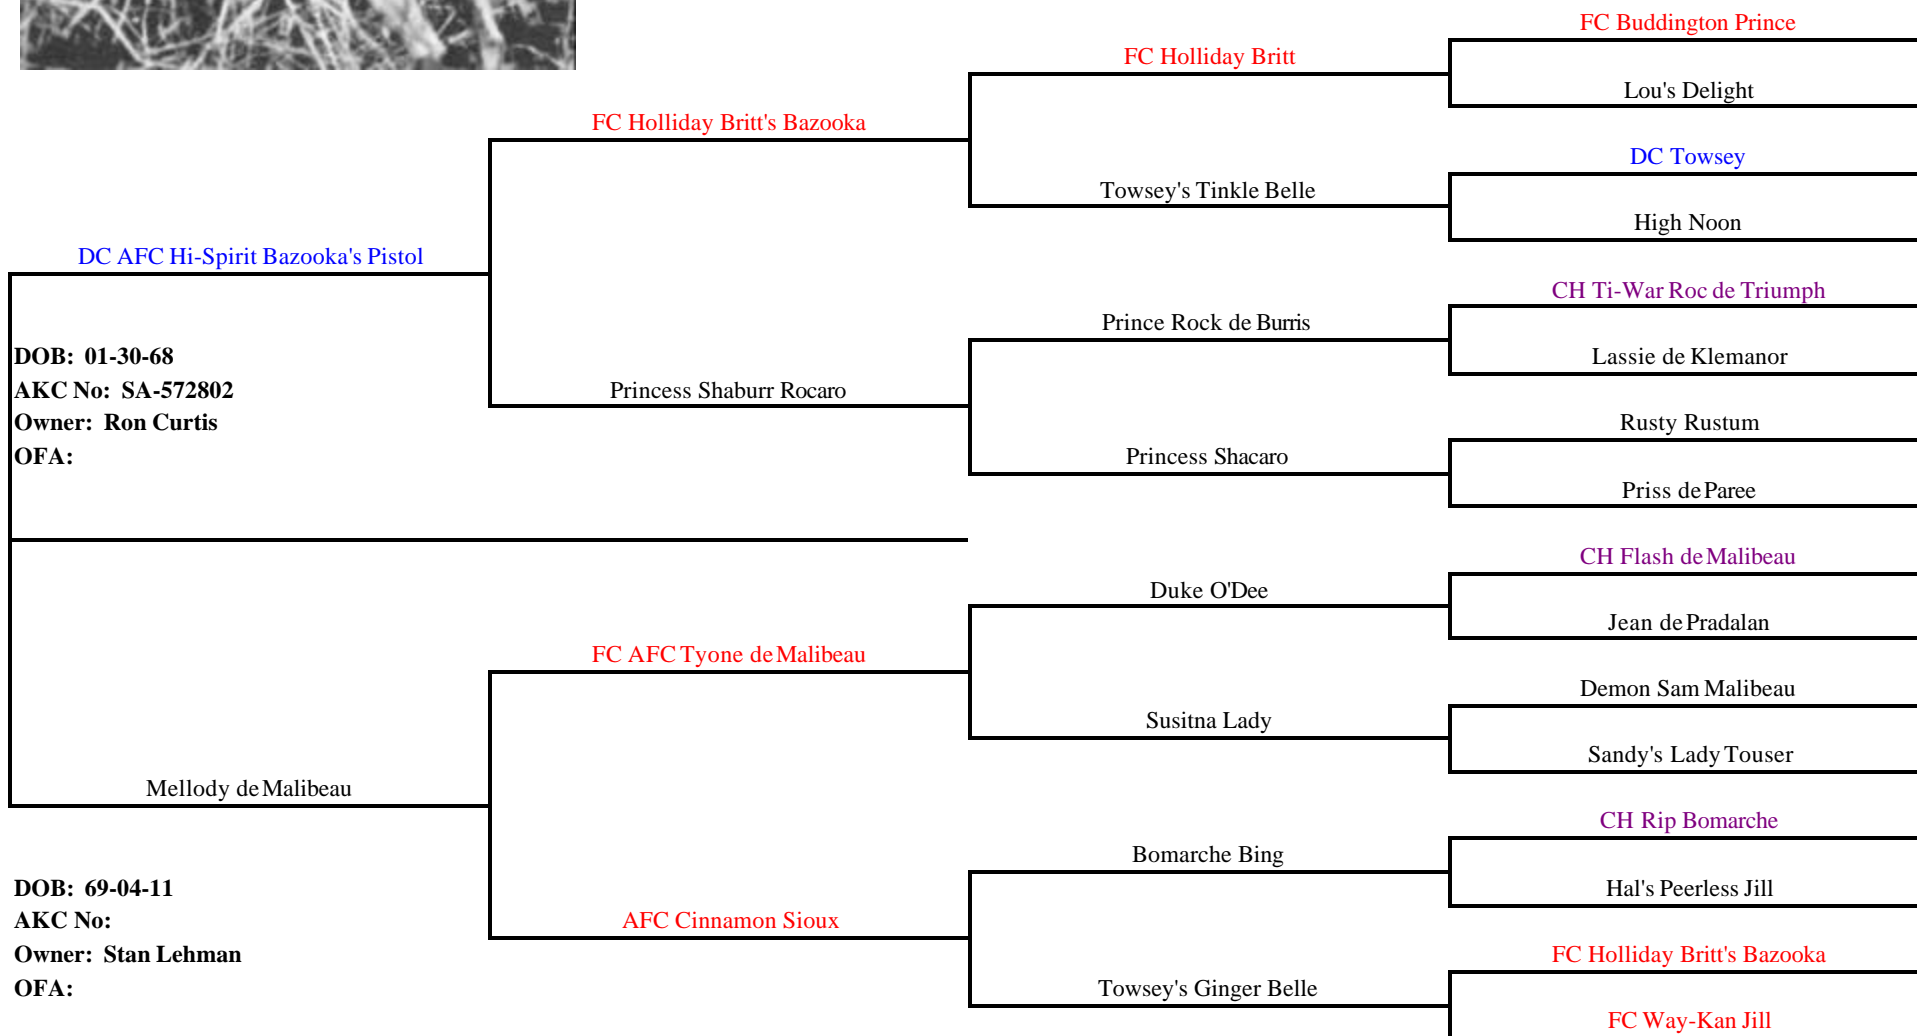 FC Buddington Prince
FC Holliday Britt
Lou's Delight
FC Holliday Britt's Bazooka
DC Towsey
Towsey's Tinkle Belle
High Noon
DC AFC Hi-Spirit Bazooka's Pistol
CH Ti-War Roc de Triumph
Prince Rock de Burris
DOB: 01-30-68
Lassie de Klemanor
AKC No: SA-572802
Princess Shaburr Rocaro
Owner: Ron Curtis
Rusty Rustum
OFA:
Princess Shacaro
Priss de Paree
CH Flash de Malibeau
Duke O'Dee
Jean de Pradalan
FC AFC Tyone de Malibeau
Demon Sam Malibeau
Susitna Lady
Sandy's Lady Touser
Mellody de Malibeau
CH Rip Bomarche
Bomarche Bing
DOB: 69-04-11
Hal's Peerless Jill
AKC No:
AFC Cinnamon Sioux
Owner: Stan Lehman
FC Holliday Britt's Bazooka
OFA:
Towsey's Ginger Belle
FC Way-Kan Jill